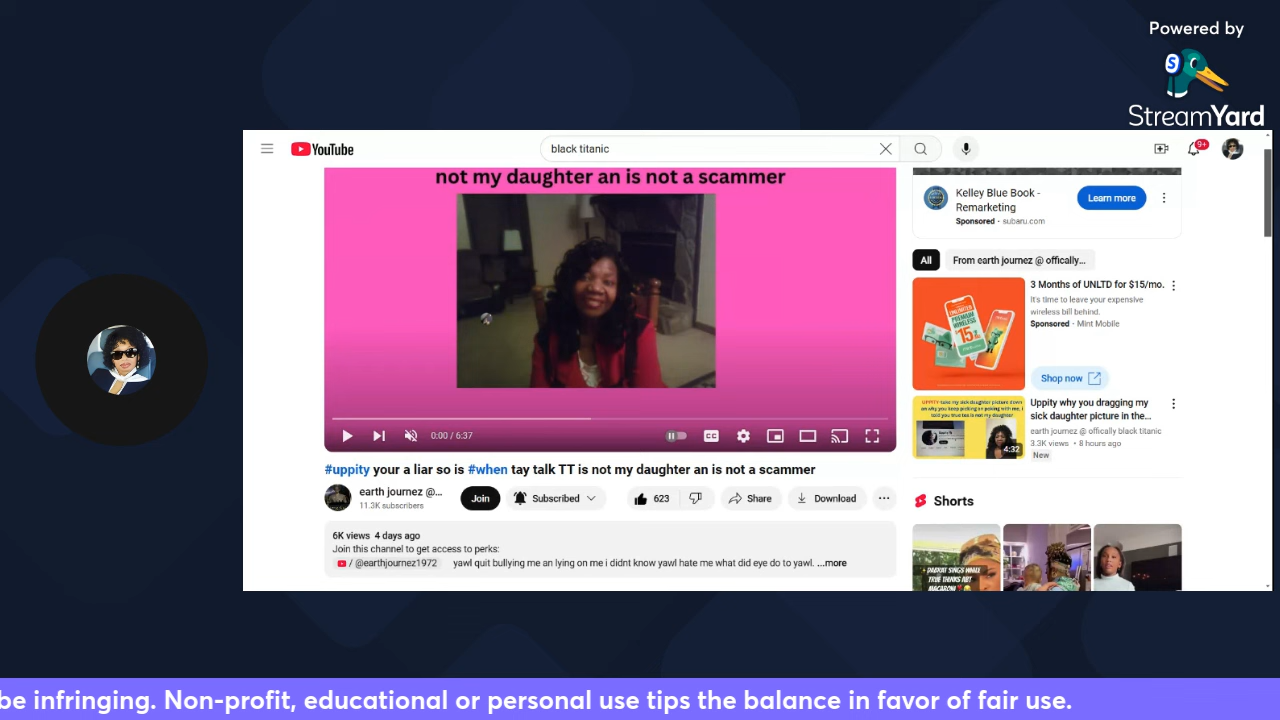 Powered by
StreamYard
YouTube
black titanic
9+
not my daughter an is not a scammer
0:00 / 6:37
CC
#uppity your a liar so is #when tay talk TT is not my daughter an is not a scammer
earth journez @...
11.3K subscribers
Join
Subscribed
623
Share
Download
6K views 4 days ago
Join this channel to get access to perks:
/ @earthjournez1972 yawl quit bullying me an lying on me i didnt know yawl hate me what did eye do to yawl. ...more
Kelley Blue Book -
Remarketing
Sponsored · subaru.com
Learn more
All
From earth journez @ offically...
3 Months of UNLTD for $15/mo.
It's time to leave your expensive
wireless bill behind.
Sponsored · Mint Mobile
Shop now
Uppity why you dragging my
sick daughter picture in the...
earth journez @ offically black titanic
3.3K views • 8 hours ago
New
4:32
Shorts
be infringing. Non-profit, educational or personal use tips the balance in favor of fair use.